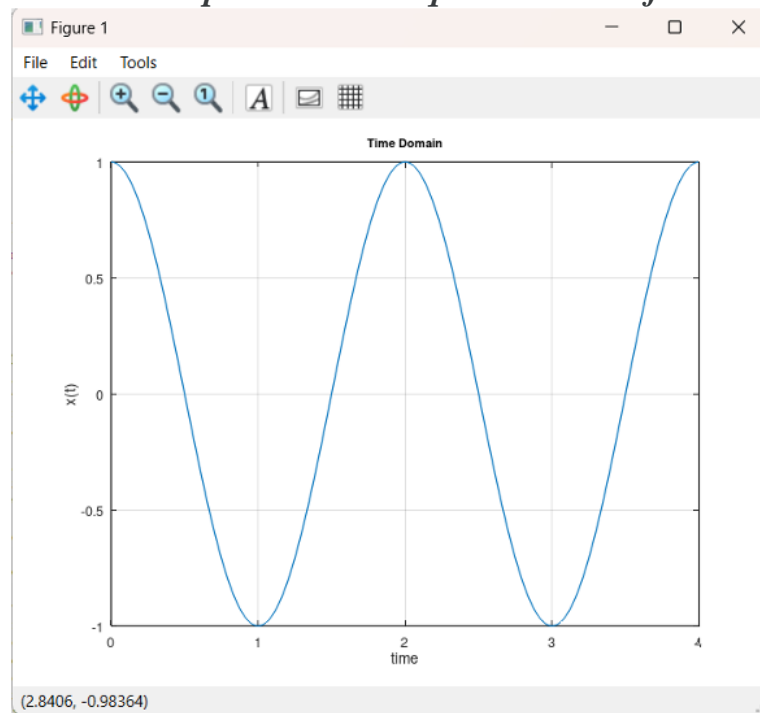 Figure 1
File Edit Tools
A
Time Domain
1
0.5
0
-0.5
-1
x(t)
0 1 2 3 4
time
(2.8406, -0.98364)